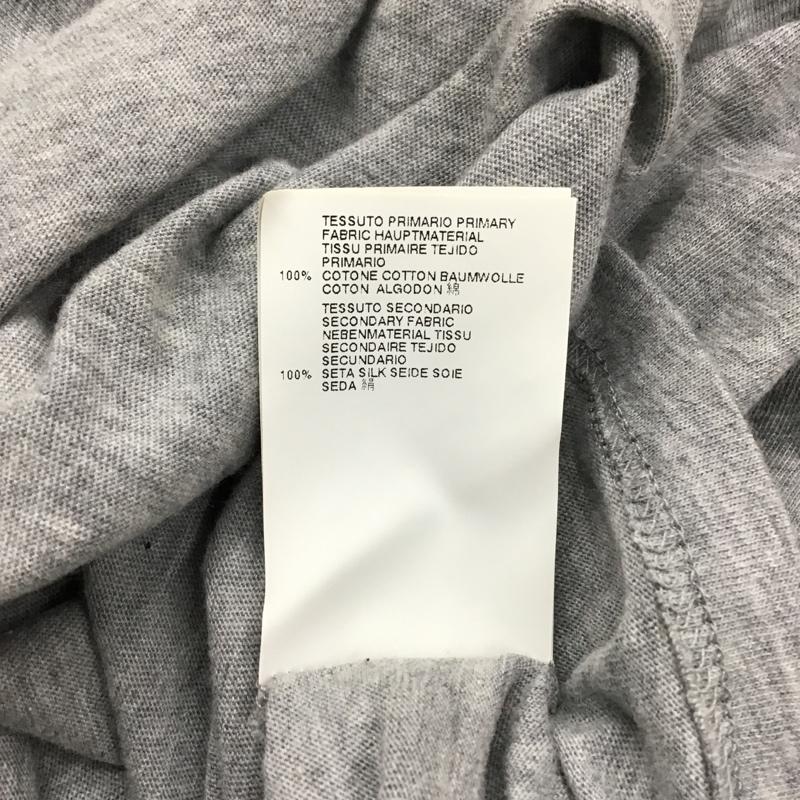 TESSUTO PRIMARIO PRIMARY
FABRIC HAUPTMATERIAL
TISSU PRIMAIRE TEJIDO
PRIMARIO
100% COTONE COTTON BAUMWOLLE
COTON ALGODON 綿
TESSUTO SECONDARIO
SECONDARY FABRIC
NEBENMATERIAL TISSU
SECONDAIRE TEJIDO
SECUNDARIO
100% SETA SILK SEIDE SOIE
SEDA 絹